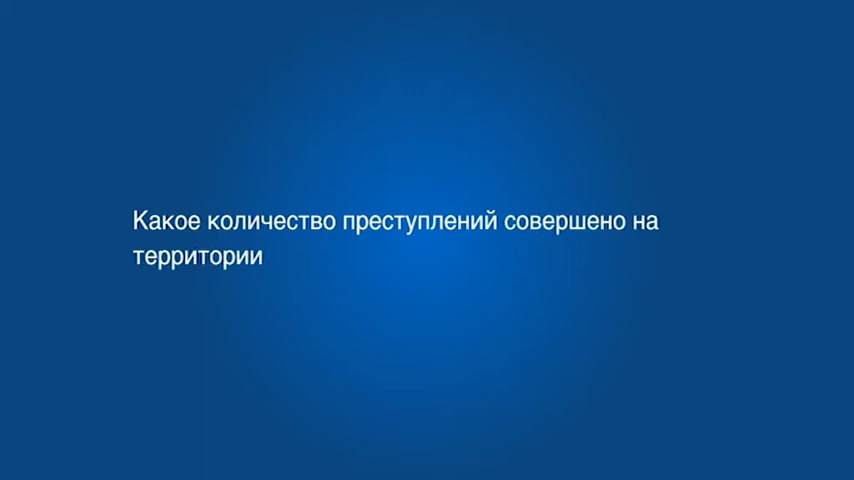 Какое количество преступлений совершено на
территории